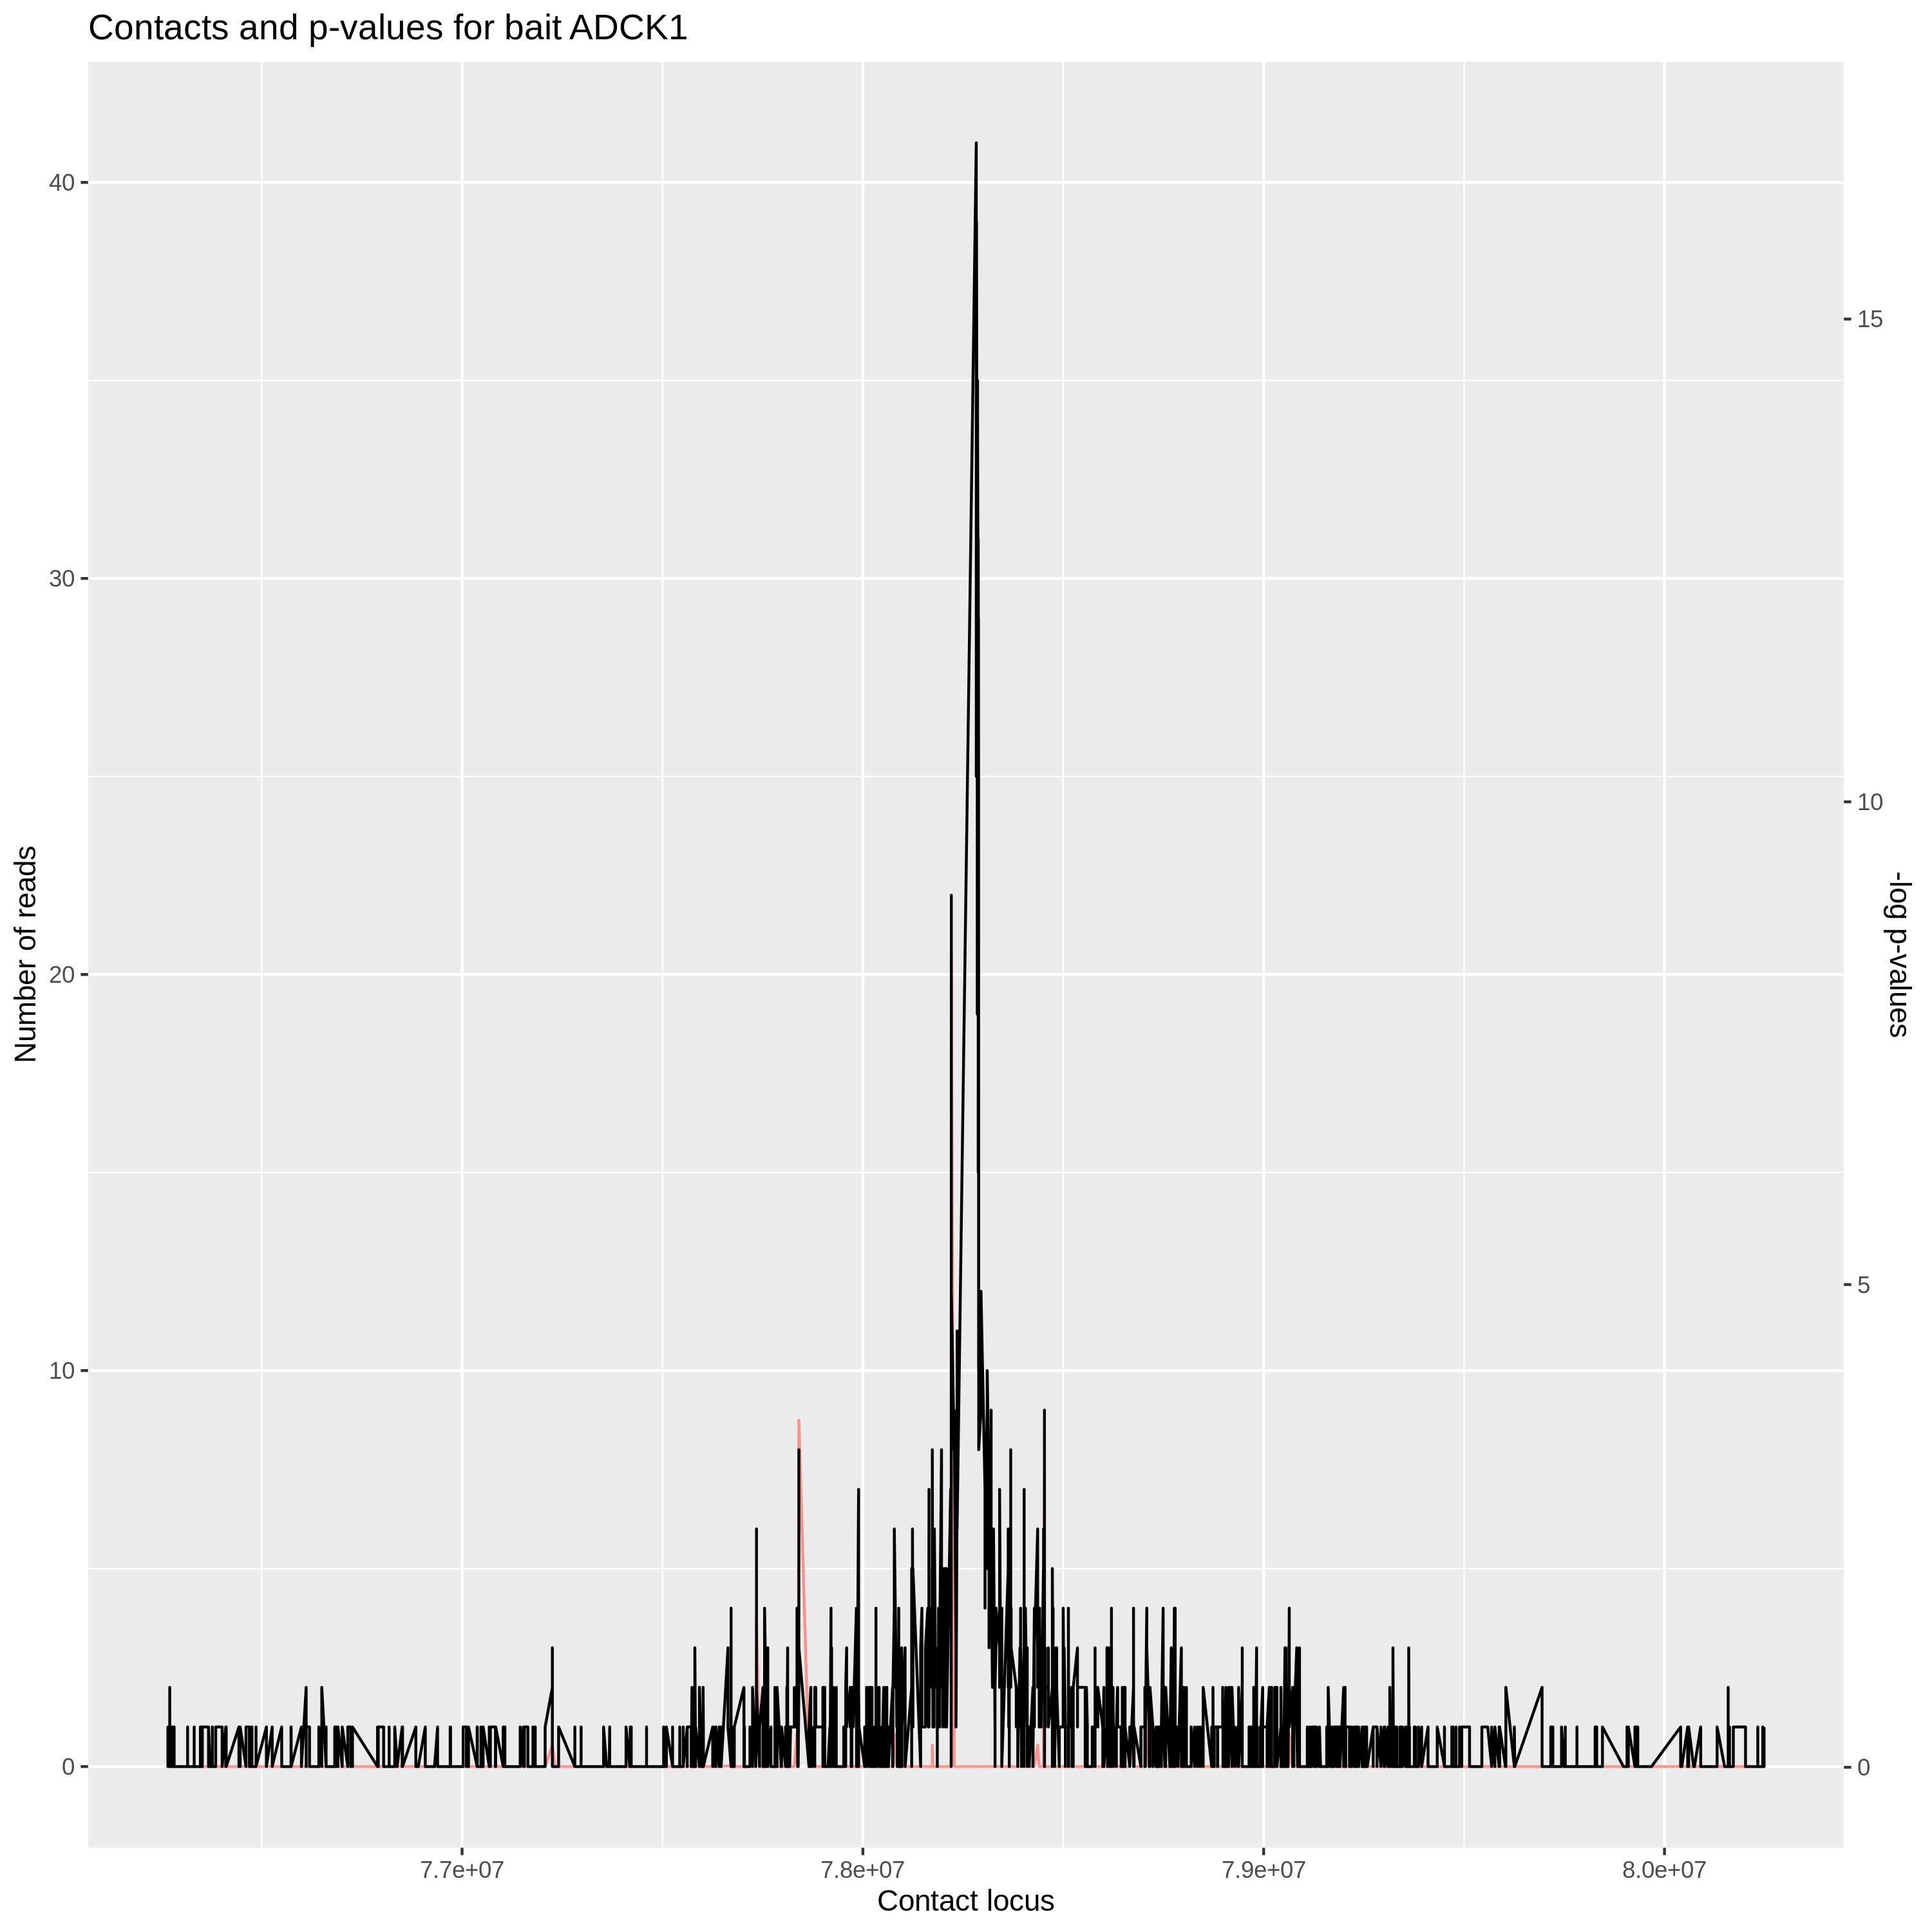 Contacts and p-values for bait ADCK1
40
30
20
10
0
Number of reads
15
10
5
0
-log p-values
7.7e+07 7.8e+07 7.9e+07 8.0e+07
Contact locus